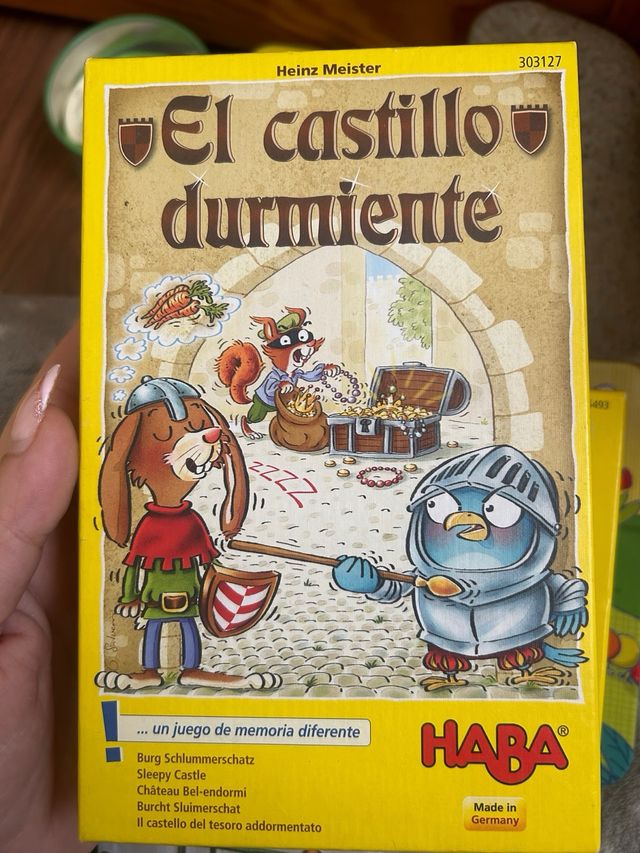 Heinz Meister
303127
El castillo
durmiente
ZZZZ
... un juego de memoria diferente
Burg Schlummerschatz
Sleepy Castle
Château Bel-endormi
Burcht Sluimerschat
Il castello del tesoro addormentato
HABA®
Made in
Germany